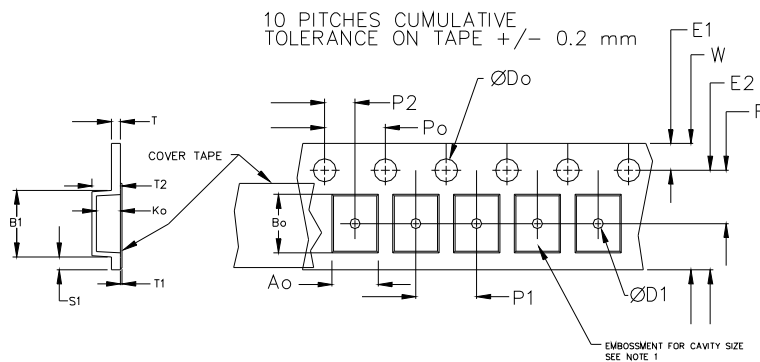 10 PITCHES CUMULATIVE
TOLERANCE ON TAPE +/- 0.2 mm
E1
W
ØDo
E2
P2
F
T
Po
COVER TAPE
T2
B1
Ko
Bo
S1
T1
Ao
P1
ØD1
EMBOSSMENT FOR CAVITY SIZE
SEE NOTE 1